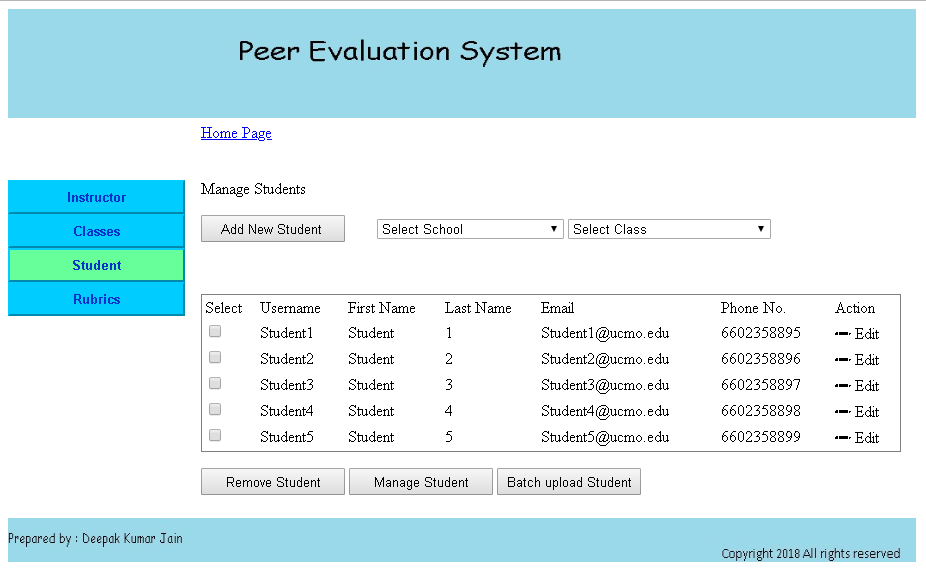 Peer Evaluation System
Home Page
Instructor
Classes
Student
Rubrics
Manage Students
Add New Student Select School Select Class
Select Username First Name Last Name Email Phone No. Action
Student1 Student 1 Student1@ucmo.edu 6602358895 Edit
Student2 Student 2 Student2@ucmo.edu 6602358896 Edit
Student3 Student 3 Student3@ucmo.edu 6602358897 Edit
Student4 Student 4 Student4@ucmo.edu 6602358898 Edit
Student5 Student 5 Student5@ucmo.edu 6602358899 Edit
Remove Student Manage Student Batch upload Student
Prepared by : Deepak Kumar Jain
Copyright 2018 All rights reserved